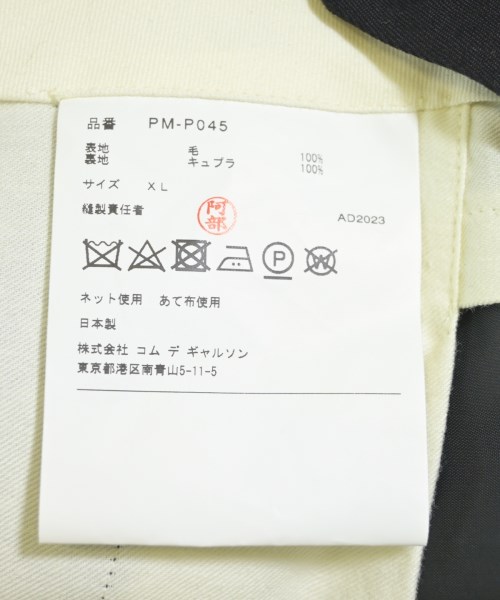 品番 PM-P045
表地 毛 100%
裏地 キュプラ 100%
サイズ XL
縫製責任者 阿部 AD2023
P W
ネット使用 あて布使用
日本製
株式会社 コム デ ギャルソン
東京都港区南青山5-11-5